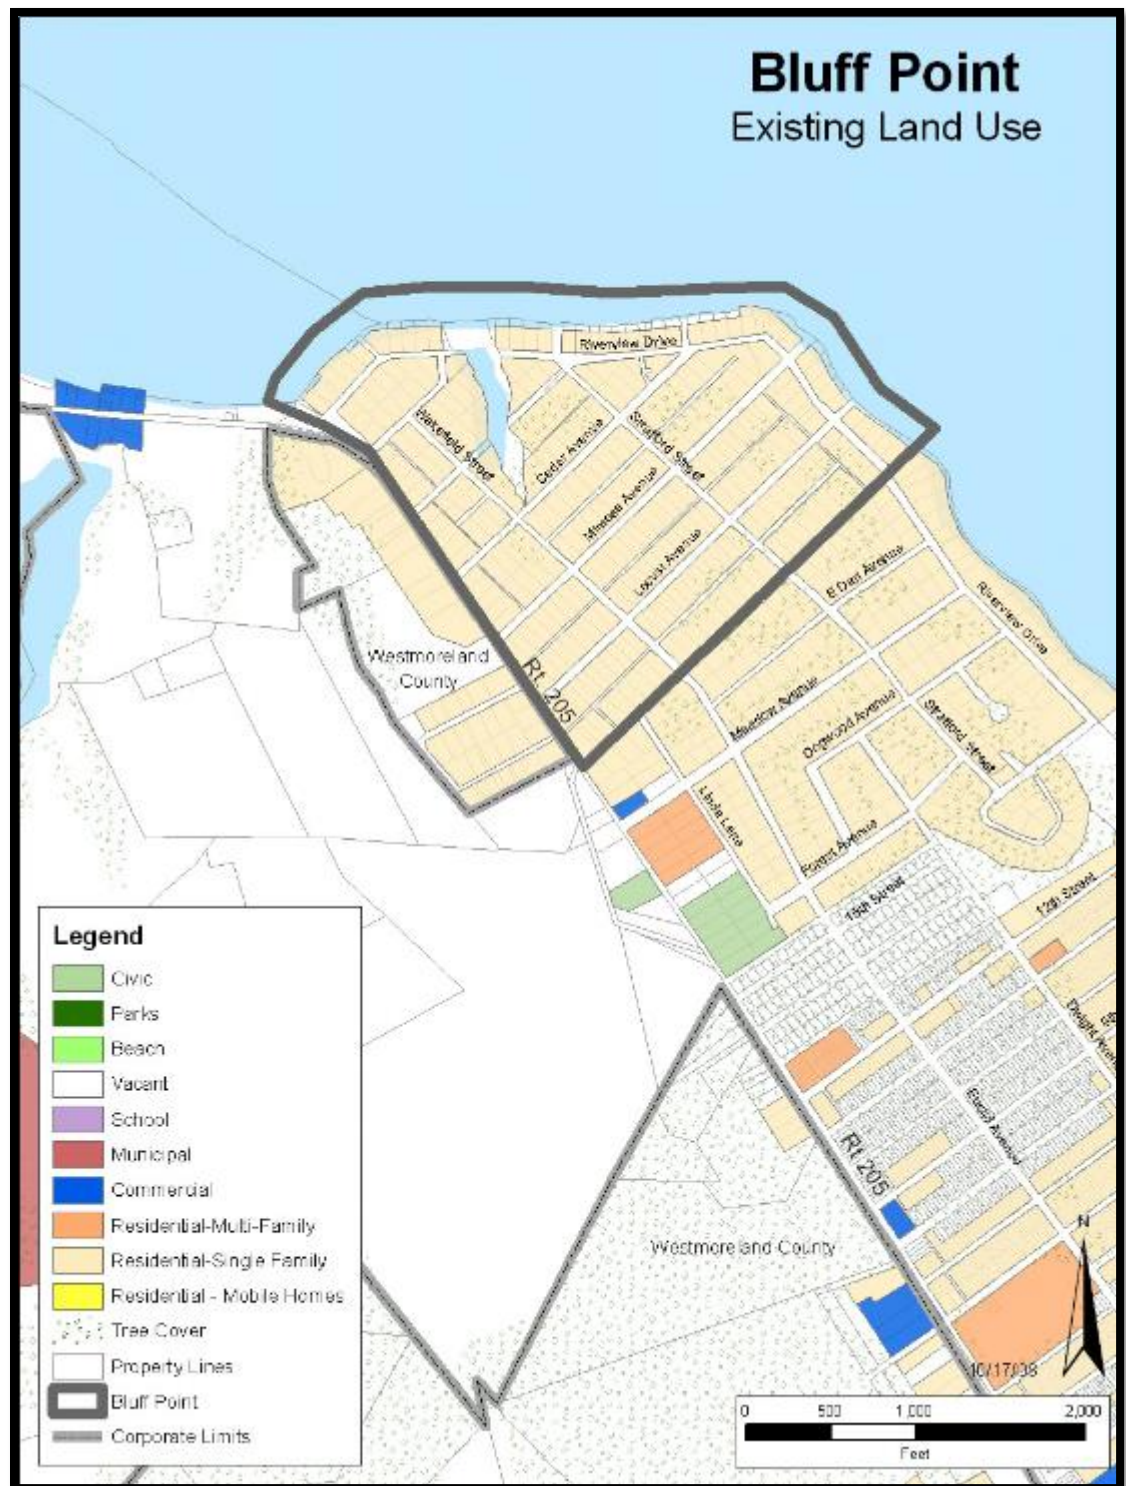 Bluff Point
Existing Land Use
Riverview Drive
Wakefield Street
Cedar Avenue
Stratford Street
Mimosa Avenue
Locust Avenue
E Dari Avenue
Riverview Drive
Westmoreland
County
Rt. 205
Meadow Avenue
Dogwood Avenue
Stratford Street
Linda Lane
Forest Avenue
12th Street
Legend
Civic
Parks
Beach
Vacant
School
Municipal
Commercial
Residential-Multi-Family
Residential-Single Family
Residential - Mobile Homes
Tree Cover
Property Lines
Bluff Point
Corporate Limits
Rt 205
Westmoreland County
N
10/17/08
0 500 1,000 2,000
Feet